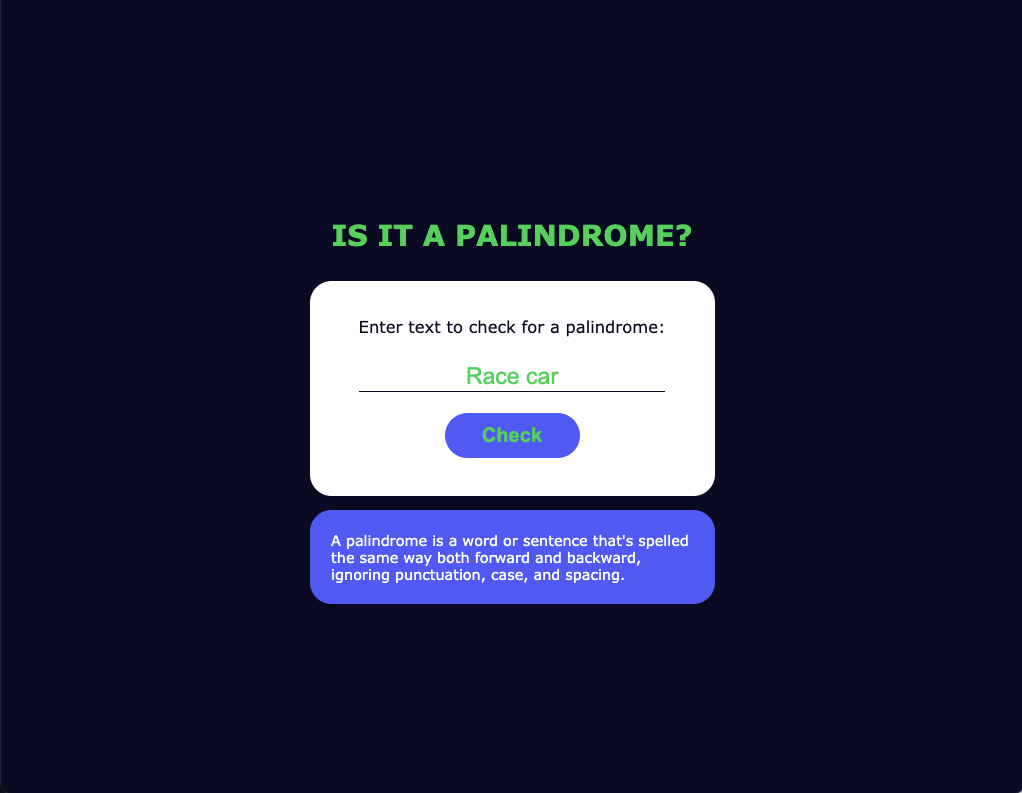 IS IT A PALINDROME?
Enter text to check for a palindrome:
Race car
Check
A palindrome is a word or sentence that's spelled
the same way both forward and backward,
ignoring punctuation, case, and spacing.